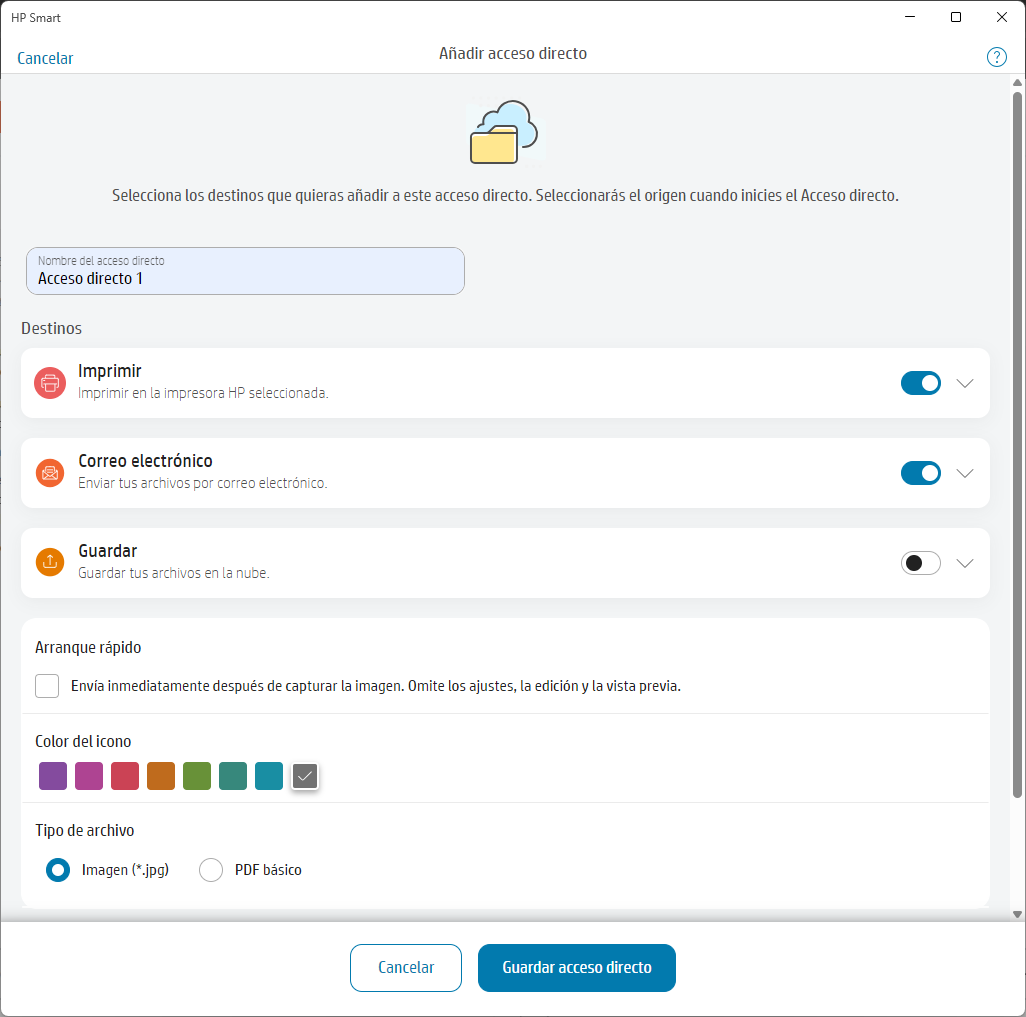 HP Smart
Cancelar
Añadir acceso directo
?
Selecciona los destinos que quieras añadir a este acceso directo. Seleccionarás el origen cuando inicies el Acceso directo.
Nombre del acceso directo
Acceso directo 1
Destinos
Imprimir
Imprimir en la impresora HP seleccionada.
Correo electrónico
Enviar tus archivos por correo electrónico.
Guardar
Guardar tus archivos en la nube.
Arranque rápido
Envía inmediatamente después de capturar la imagen. Omite los ajustes, la edición y la vista previa.
Color del icono
Tipo de archivo
Imagen (*.jpg)
PDF básico
Cancelar
Guardar acceso directo